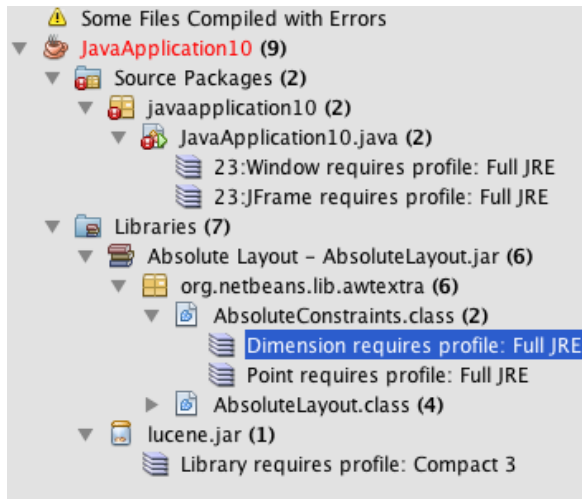 Some Files Compiled with Errors
JavaApplication10 (9)
Source Packages (2)
javaapplication10 (2)
JavaApplication10.java (2)
23:Window requires profile: Full JRE
23:JFrame requires profile: Full JRE
Libraries (7)
Absolute Layout – AbsoluteLayout.jar (6)
org.netbeans.lib.awtextra (6)
AbsoluteConstraints.class (2)
Dimension requires profile: Full JRE
Point requires profile: Full JRE
AbsoluteLayout.class (4)
lucene.jar (1)
Library requires profile: Compact 3